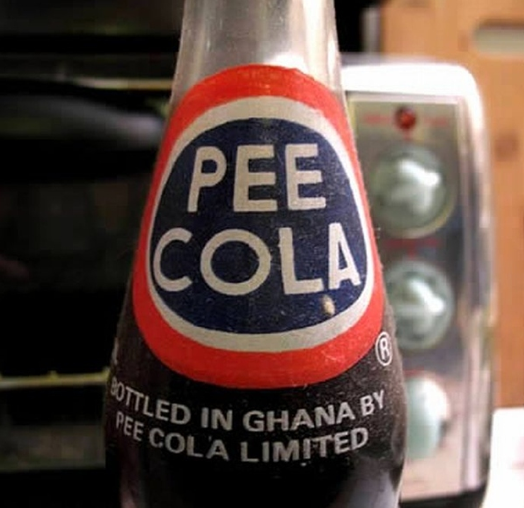 PEE
COLA
®
BOTTLED IN GHANA BY
PEE COLA LIMITED